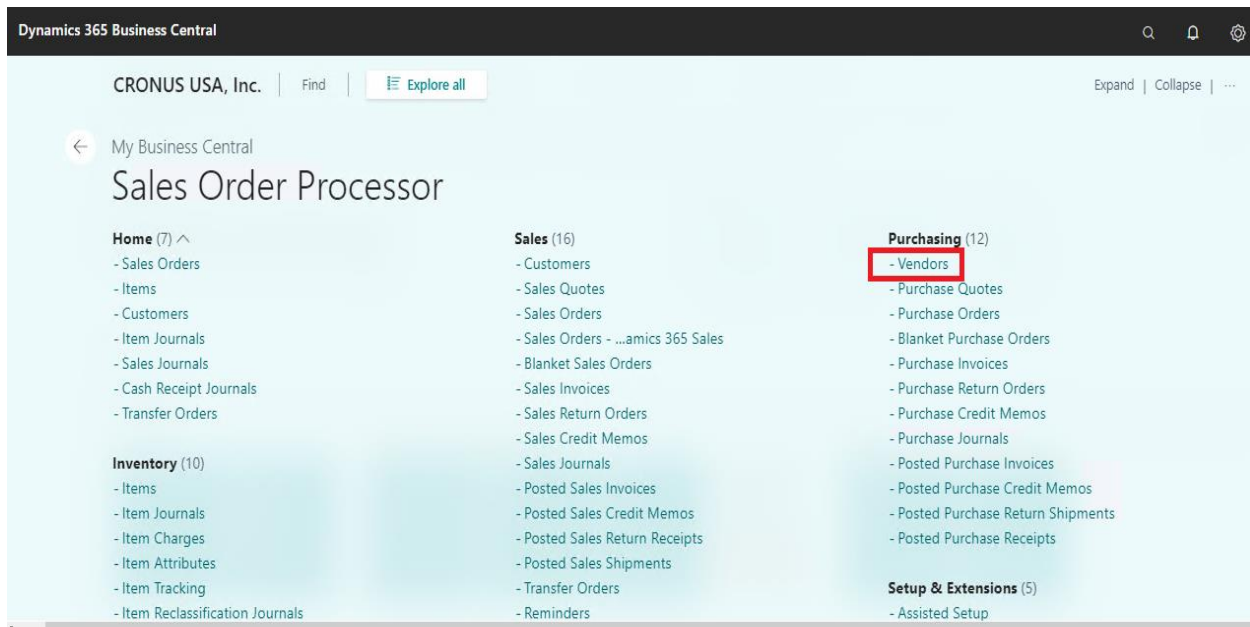 Dynamics 365 Business Central
CRONUS USA, Inc. | Find | Explore all
Expand | Collapse | ...
My Business Central
Sales Order Processor
Home (7)
- Sales Orders
- Items
- Customers
- Item Journals
- Sales Journals
- Cash Receipt Journals
- Transfer Orders
Inventory (10)
- Items
- Item Journals
- Item Charges
- Item Attributes
- Item Tracking
- Item Reclassification Journals
Sales (16)
- Customers
- Sales Quotes
- Sales Orders
- Sales Orders - ...amics 365 Sales
- Blanket Sales Orders
- Sales Invoices
- Sales Return Orders
- Sales Credit Memos
- Sales Journals
- Posted Sales Invoices
- Posted Sales Credit Memos
- Posted Sales Return Receipts
- Posted Sales Shipments
- Transfer Orders
- Reminders
Purchasing (12)
- Vendors
- Purchase Quotes
- Purchase Orders
- Blanket Purchase Orders
- Purchase Invoices
- Purchase Return Orders
- Purchase Credit Memos
- Purchase Journals
- Posted Purchase Invoices
- Posted Purchase Credit Memos
- Posted Purchase Return Shipments
- Posted Purchase Receipts
Setup & Extensions (5)
- Assisted Setup